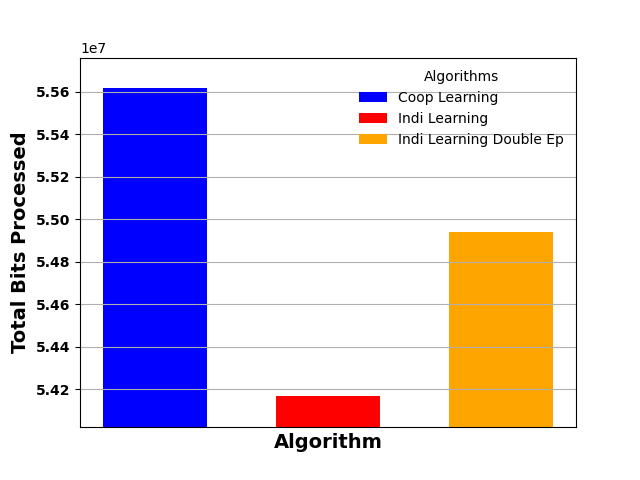 1e7
5.56
5.54
5.52
5.50
5.48
5.46
5.44
5.42
Total Bits Processed
Algorithms
Coop Learning
Indi Learning
Indi Learning Double Ep
Algorithm